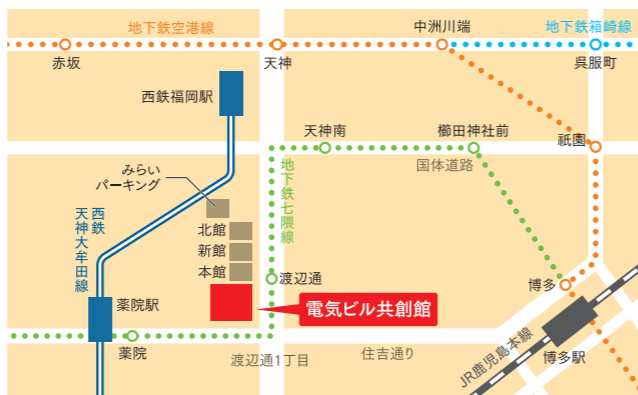 地下鉄空港線
中洲川端
地下鉄箱崎線
赤坂
天神
呉服町
西鉄福岡駅
天神南
櫛田神社前
祇園
国体道路
みらい
パーキング
地下鉄七隈線
西鉄
天神大牟田線
北館
新館
本館
渡辺通
博多
電気ビル共創館
薬院駅
薬院
渡辺通1丁目
住吉通り
JR鹿児島本線
博多駅